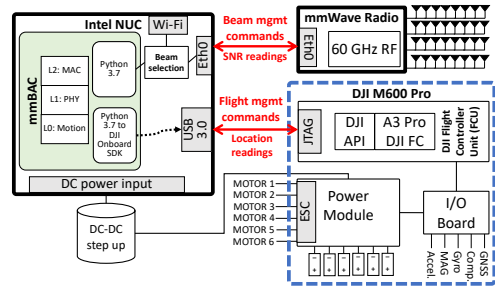 Intel NUC
Wi-Fi
mmBAC
L2: MAC
L1: PHY
L0: Motion
Python
3.7
Python
3.7 to
DJI
Onboard
SDK
Beam
selection
Eth0
USB
3.0
DC power input
DC-DC
step up
Beam mgmt
commands
SNR readings
Flight mgmt
commands
Location
readings
mmWave Radio
Eth0
60 GHz RF
DJI M600 Pro
JTAG
DJI
API
A3 Pro
DJI FC
DJI Flight
Controller
Unit (FCU)
MOTOR 1
MOTOR 2
MOTOR 3
MOTOR 4
MOTOR 5
MOTOR 6
ESC
Power
Module
I/O
Board
Accel.
MAG
Gyro
Comp.
GNSS
- + - + - + - + - + - +